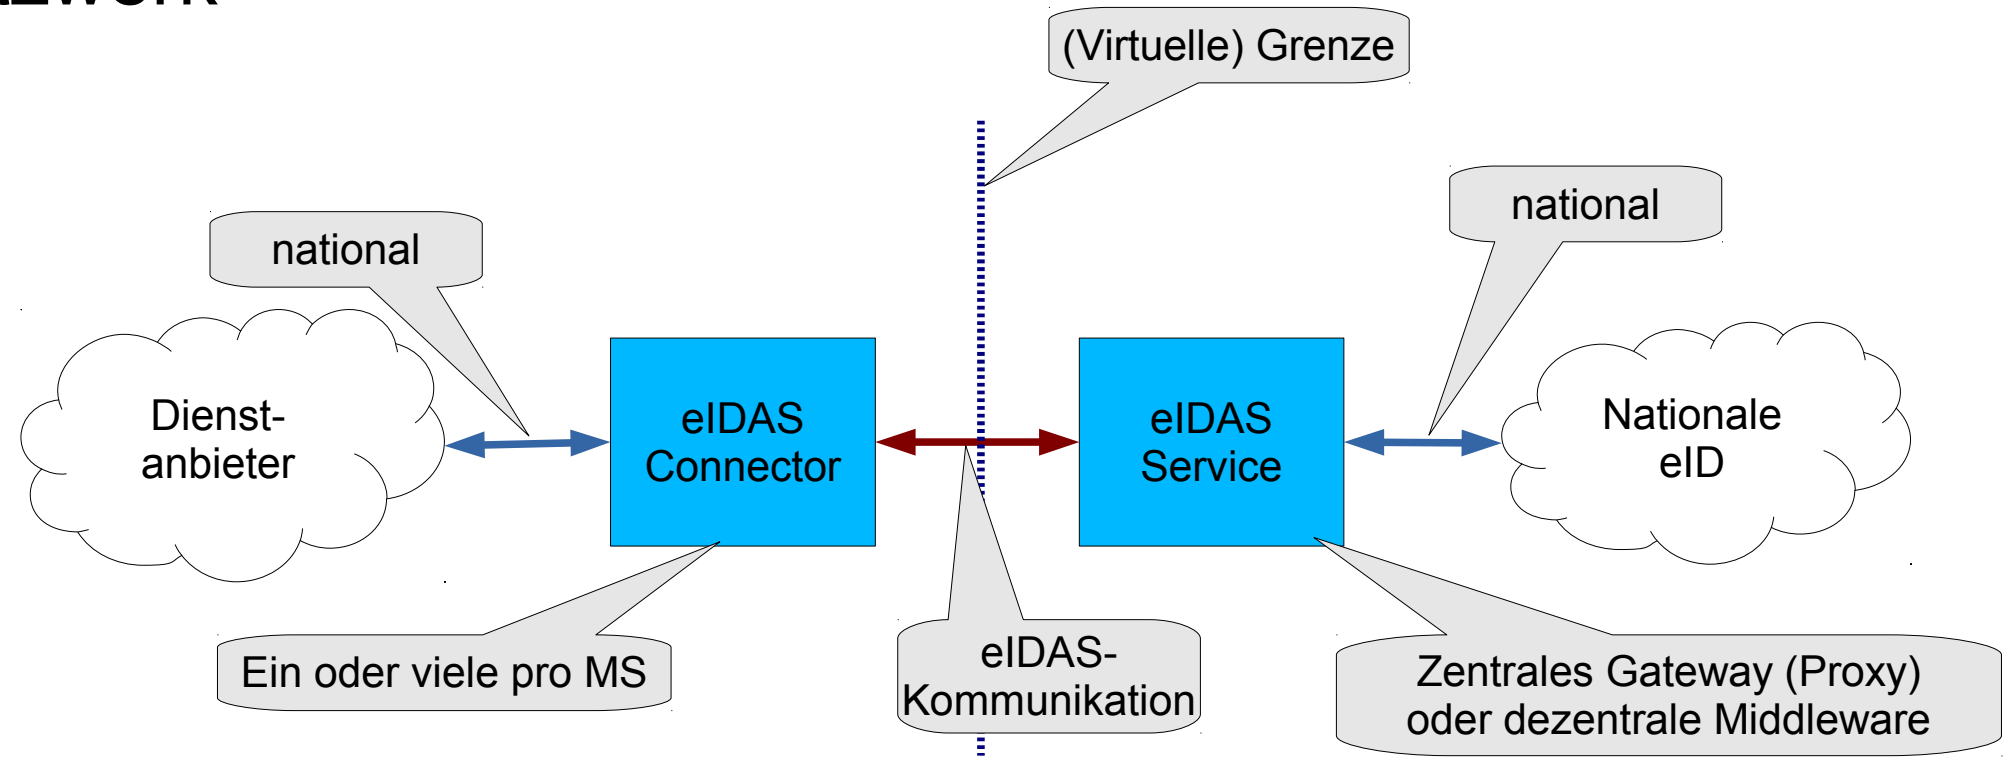 (Virtuelle) Grenze
national
national
Dienst-
anbieter
eIDAS
Connector
eIDAS
Service
Nationale
eID
Ein oder viele pro MS
eIDAS-
Kommunikation
Zentrales Gateway (Proxy)
oder dezentrale Middleware